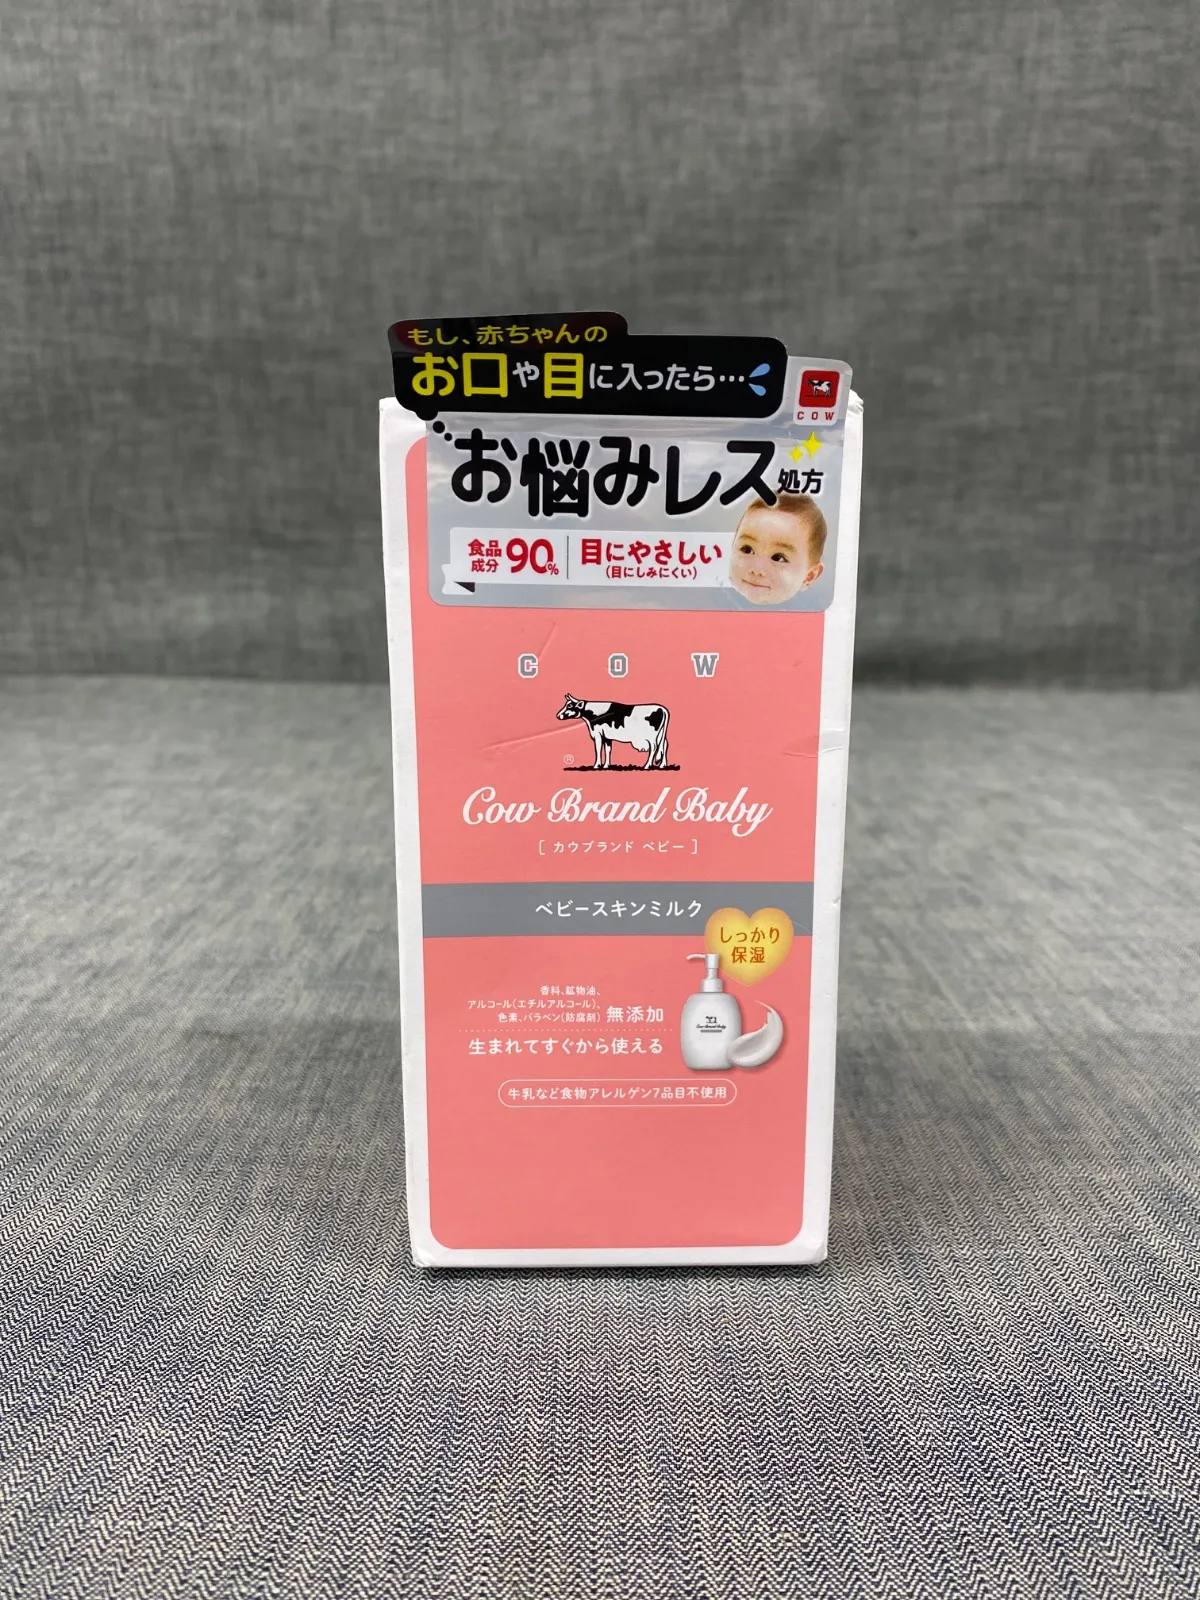 もし、赤ちゃんの
お口や目に入ったら…
COW
お悩みレス処方
食品成分90% 目にやさしい
(目にしみにくい)
COW
®
Cow Brand Baby
[ カウブランド ベビー ]
ベビースキンミルク
しっかり
保湿
香料、鉱物油、
アルコール(エチルアルコール)、
色素、パラベン(防腐剤) 無添加
生まれてすぐから使える
Cow Brand Baby
牛乳など食物アレルゲン7品目不使用